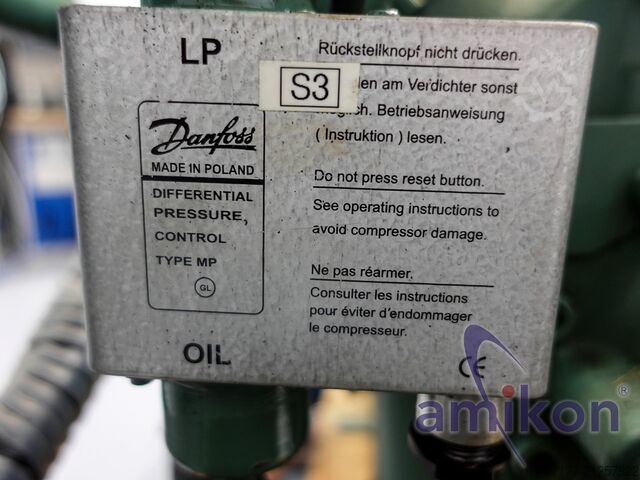 LP
S3
Danfoss
MADE IN POLAND
DIFFERENTIAL
PRESSURE,
CONTROL
TYPE MP
GL
OIL
Rückstellknopf nicht drücken.
en am Verdichter sonst
glich. Betriebsanweisung
( Instruktion ) lesen.
Do not press reset button.
See operating instructions to
avoid compressor damage.
Ne pas réarmer.
Consulter les instructions
pour éviter d'endommager
le compresseur.
CE
amikon